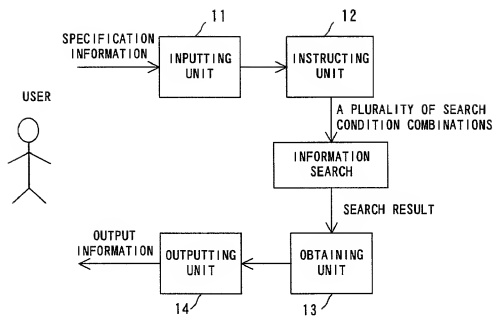 11
12
SPECIFICATION
INFORMATION
INPUTTING
UNIT
INSTRUCTING
UNIT
USER
A PLURALITY OF SEARCH
CONDITION COMBINATIONS
INFORMATION
SEARCH
SEARCH RESULT
OUTPUT
INFORMATION
OUTPUTTING
UNIT
OBTAINING
UNIT
14
13